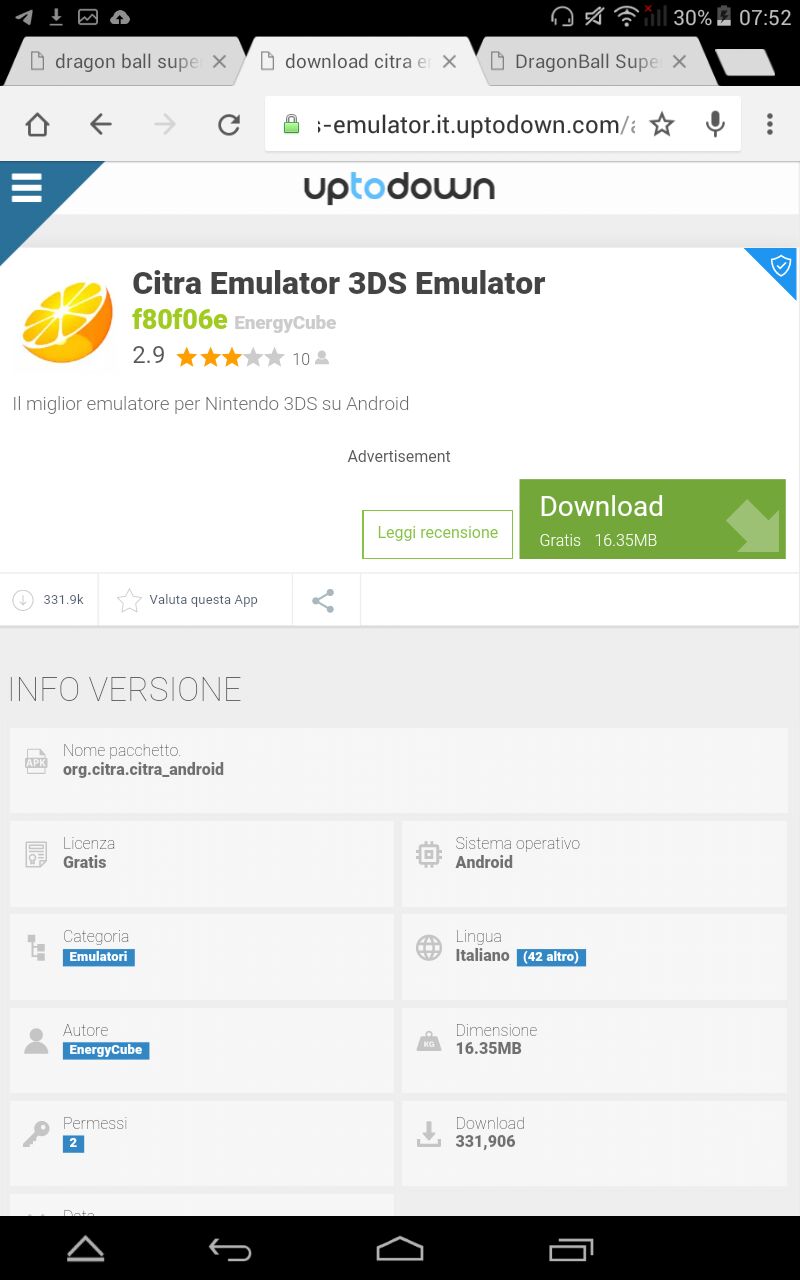 30% 07:52
dragon ball supe
download citra e
DragonBall Supe
s-emulator.it.uptodown.com/a
uptodown
Citra Emulator 3DS Emulator
f80f06e EnergyCube
2.9 10
Il miglior emulatore per Nintendo 3DS su Android
Advertisement
Leggi recensione
Download
Gratis 16.35MB
331.9k
Valuta questa App
INFO VERSIONE
APK
Nome pacchetto.
org.citra.citra_android
Licenza
Gratis
Sistema operativo
Android
Categoria
Emulatori
Lingua
Italiano (42 altro)
Autore
EnergyCube
KG
Dimensione
16.35MB
Permessi
2
Download
331,906
Data